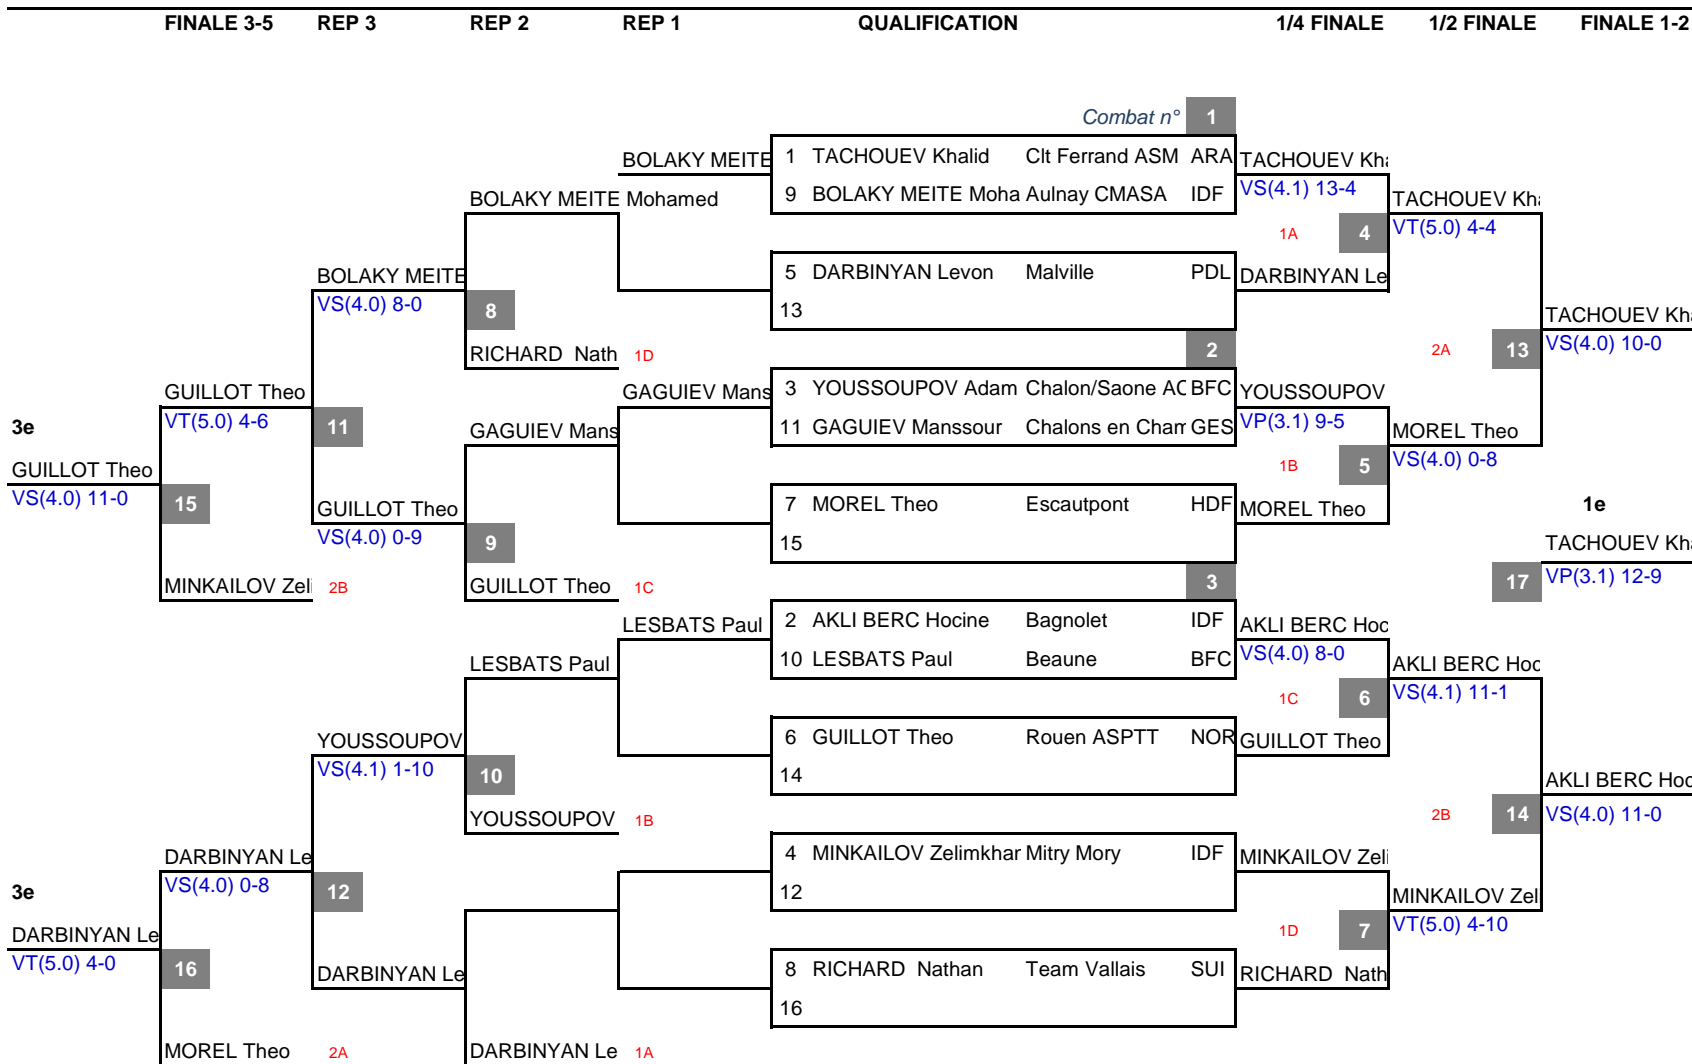 FINALE 3-5 REP 3 REP 2 REP 1 QUALIFICATION 1/4 FINALE 1/2 FINALE FINALE 1-2
Combat n° 1
BOLAKY MEITE 1 TACHOUEV Khalid Clt Ferrand ASM ARA TACHOUEV Kha
BOLAKY MEITE Mohamed 9 BOLAKY MEITE Moha Aulnay CMASA IDF VS(4.1) 13-4 TACHOUEV Kha
1A 4 VT(5.0) 4-4
BOLAKY MEITE 5 DARBINYAN Levon Malville PDL DARBINYAN Le
VS(4.0) 8-0 8 13 TACHOUEV Kha
RICHARD Nath 1D 2 2A 13 VS(4.0) 10-0
GUILLOT Theo GAGUIEV Mans 3 YOUSSOUPOV Adam Chalon/Saone AC BFC YOUSSOUPOV
3e VT(5.0) 4-6 11 GAGUIEV Mans 11 GAGUIEV Manssour Chalons en Cham GES VP(3.1) 9-5 MOREL Theo
GUILLOT Theo 1B 5 VS(4.0) 0-8
VS(4.0) 11-0 15 GUILLOT Theo 7 MOREL Theo Escautpont HDF MOREL Theo 1e
VS(4.0) 0-9 9 15 TACHOUEV Kha
MINKAILOV Zeli 2B GUILLOT Theo 1C 3 17 VP(3.1) 12-9
LESBATS Paul 2 AKLI BERC Hocine Bagnolet IDF AKLI BERC Hoc
LESBATS Paul 10 LESBATS Paul Beaune BFC VS(4.0) 8-0 AKLI BERC Hoc
1C 6 VS(4.1) 11-1
YOUSSOUPOV 6 GUILLOT Theo Rouen ASPTT NOR GUILLOT Theo
VS(4.1) 1-10 10 14 AKLI BERC Hoc
YOUSSOUPOV 1B 2B 14 VS(4.0) 11-0
DARBINYAN Le 4 MINKAILOV Zelimkhar Mitry Mory IDF MINKAILOV Zeli
3e VS(4.0) 0-8 12 12 MINKAILOV Zel
DARBINYAN Le 1D 7 VT(5.0) 4-10
VT(5.0) 4-0 16 DARBINYAN Le 8 RICHARD Nathan Team Vallais SUI RICHARD Nath
16
MOREL Theo 2A DARBINYAN Le 1A